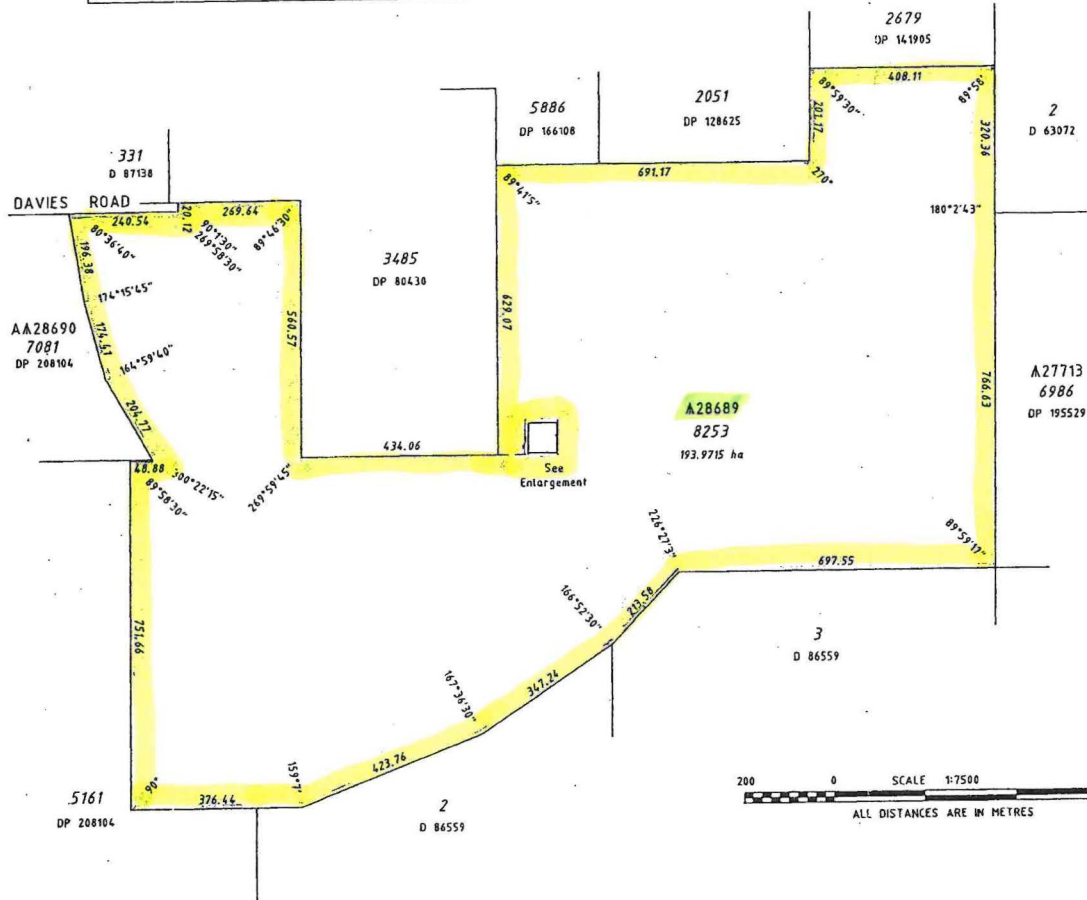 2679
DP 141905
408.11
89°59'30"
89°58'
201.17
320.36
2
D 63072
5886
DP 166108
2051
DP 128625
691.17
270°
89°41'5"
180°2'43"
331
D 87138
DAVIES ROAD
240.54
20.12
269.64
80°36'40"
90°1'30"
269°58'30"
89°46'30"
196.38
174°15'45"
3485
DP 80430
560.57
629.07
AA28690
7081
DP 208104
164°59'40"
204.77
A28689
8253
193.9715 ha
766.63
A27713
6986
DP 195529
434.06
See
Enlargement
48.88
300°22'15"
89°58'30"
269°59'45"
226°27'3"
89°59'17"
697.55
213.58
166°52'30"
3
D 86559
751.66
347.24
167°36'30"
423.76
159°7'
90°
376.44
5161
DP 208104
2
D 86559
200 0 SCALE 1:7500
ALL DISTANCES ARE IN METRES